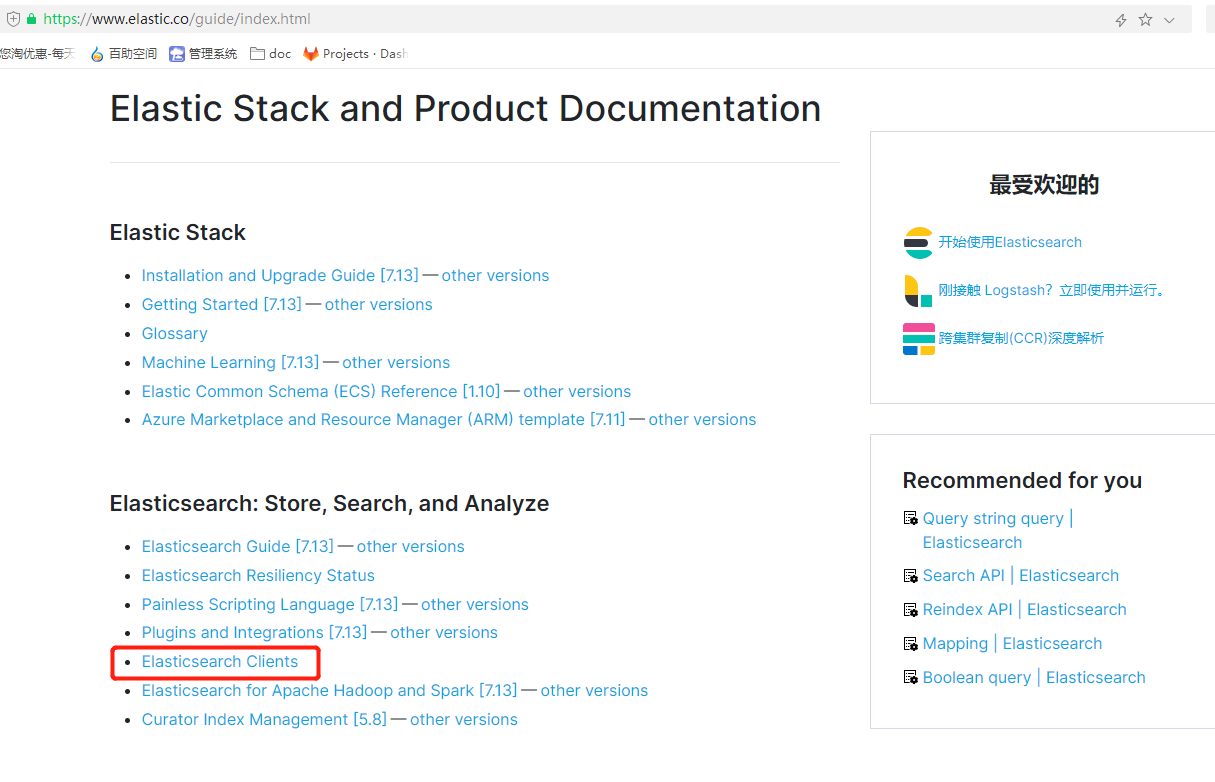 https://www.elastic.co/guide/index.html
您淘优惠-每天
百助空间
管理系统
doc
Projects · Dash
Elastic Stack and Product Documentation
Elastic Stack
Installation and Upgrade Guide [7.13] — other versions
Getting Started [7.13] — other versions
Glossary
Machine Learning [7.13] — other versions
Elastic Common Schema (ECS) Reference [1.10] — other versions
Azure Marketplace and Resource Manager (ARM) template [7.11] — other versions
Elasticsearch: Store, Search, and Analyze
Elasticsearch Guide [7.13] — other versions
Elasticsearch Resiliency Status
Painless Scripting Language [7.13] — other versions
Plugins and Integrations [7.13] — other versions
Elasticsearch Clients
Elasticsearch for Apache Hadoop and Spark [7.13] — other versions
Curator Index Management [5.8] — other versions
最受欢迎的
开始使用Elasticsearch
刚接触 Logstash？立即使用并运行。
跨集群复制(CCR)深度解析
Recommended for you
Query string query |
Elasticsearch
Search API | Elasticsearch
Reindex API | Elasticsearch
Mapping | Elasticsearch
Boolean query | Elasticsearch